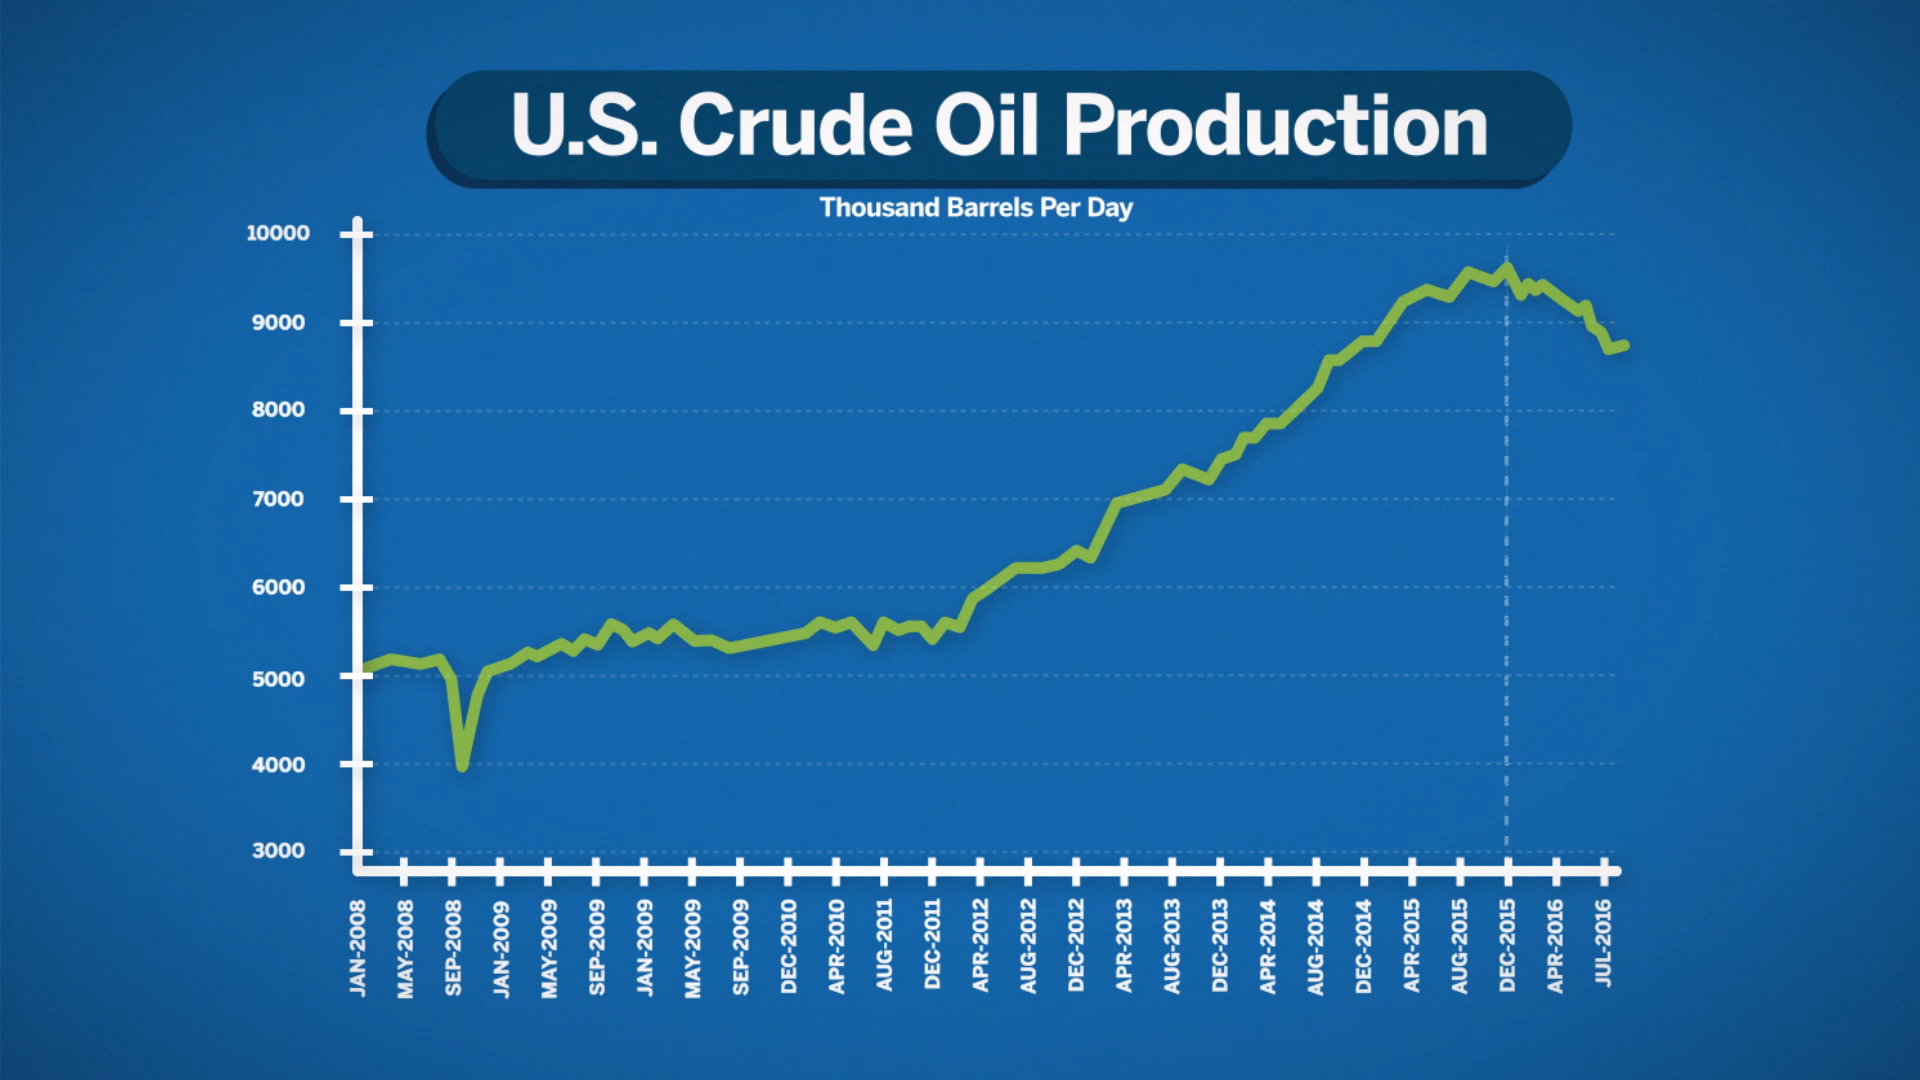 U.S. Crude Oil Production
Thousand Barrels Per Day
10000
9000
8000
7000
6000
5000
4000
3000
JAN-2008
MAY-2008
SEP-2008
JAN-2009
MAY-2009
SEP-2009
JAN-2009
MAY-2009
SEP-2009
DEC-2010
APR-2010
AUG-2011
DEC-2011
APR-2012
AUG-2012
DEC-2012
APR-2013
AUG-2013
DEC-2013
APR-2014
AUG-2014
DEC-2014
APR-2015
AUG-2015
DEC-2015
APR-2016
JUL-2016